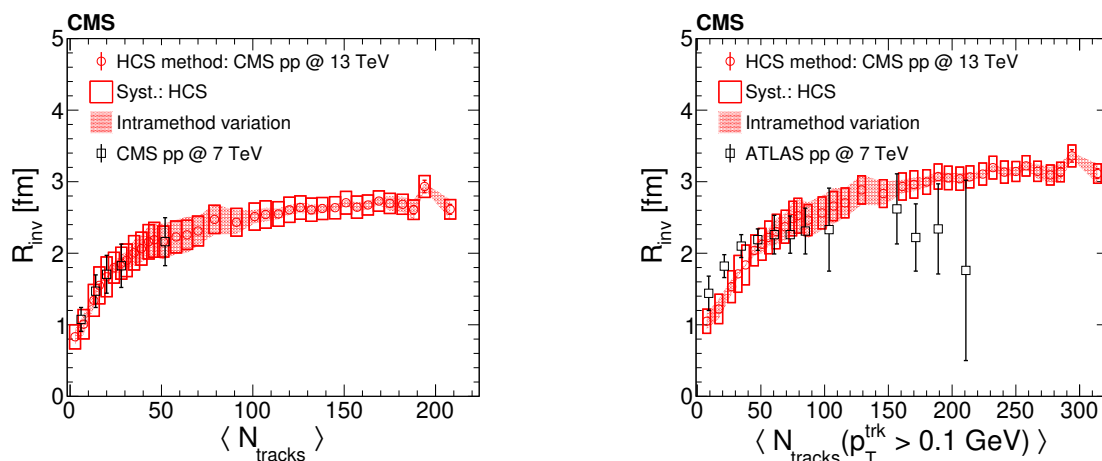 CMS
5
4
3
2
1
0
R_inv [fm]
HCS method: CMS pp @ 13 TeV
Syst.: HCS
Intramethod variation
CMS pp @ 7 TeV
0 50 100 150 200
⟨ N_tracks ⟩
CMS
5
4
3
2
1
0
R_inv [fm]
HCS method: CMS pp @ 13 TeV
Syst.: HCS
Intramethod variation
ATLAS pp @ 7 TeV
0 50 100 150 200 250 300
⟨ N_tracks (p_T^trk > 0.1 GeV) ⟩